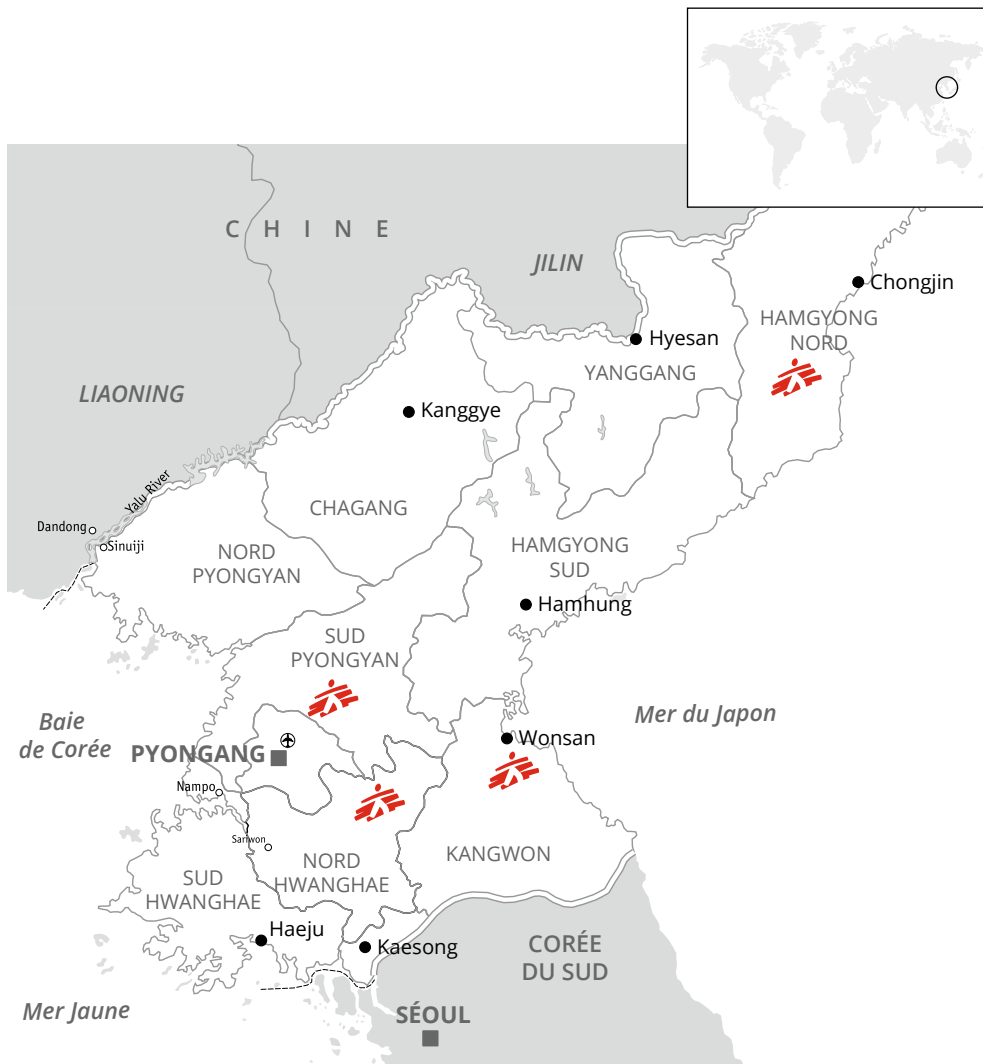 C H I N E
JILIN
Chongjin
HAMGYONG
NORD
Hyesan
YANGGANG
LIAONING
Kanggye
Yalu River
CHAGANG
Dandong
Sinuiji
NORD
PYONGYAN
HAMGYONG
SUD
Hamhung
SUD
PYONGYAN
Baie
de Corée
Mer du Japon
PYONGANG
Wonsan
Nampo
Sariwon
KANGWON
NORD
HWANGHAE
SUD
HWANGHAE
Haeju
Kaesong
CORÉE
DU SUD
Mer Jaune
SÉOUL